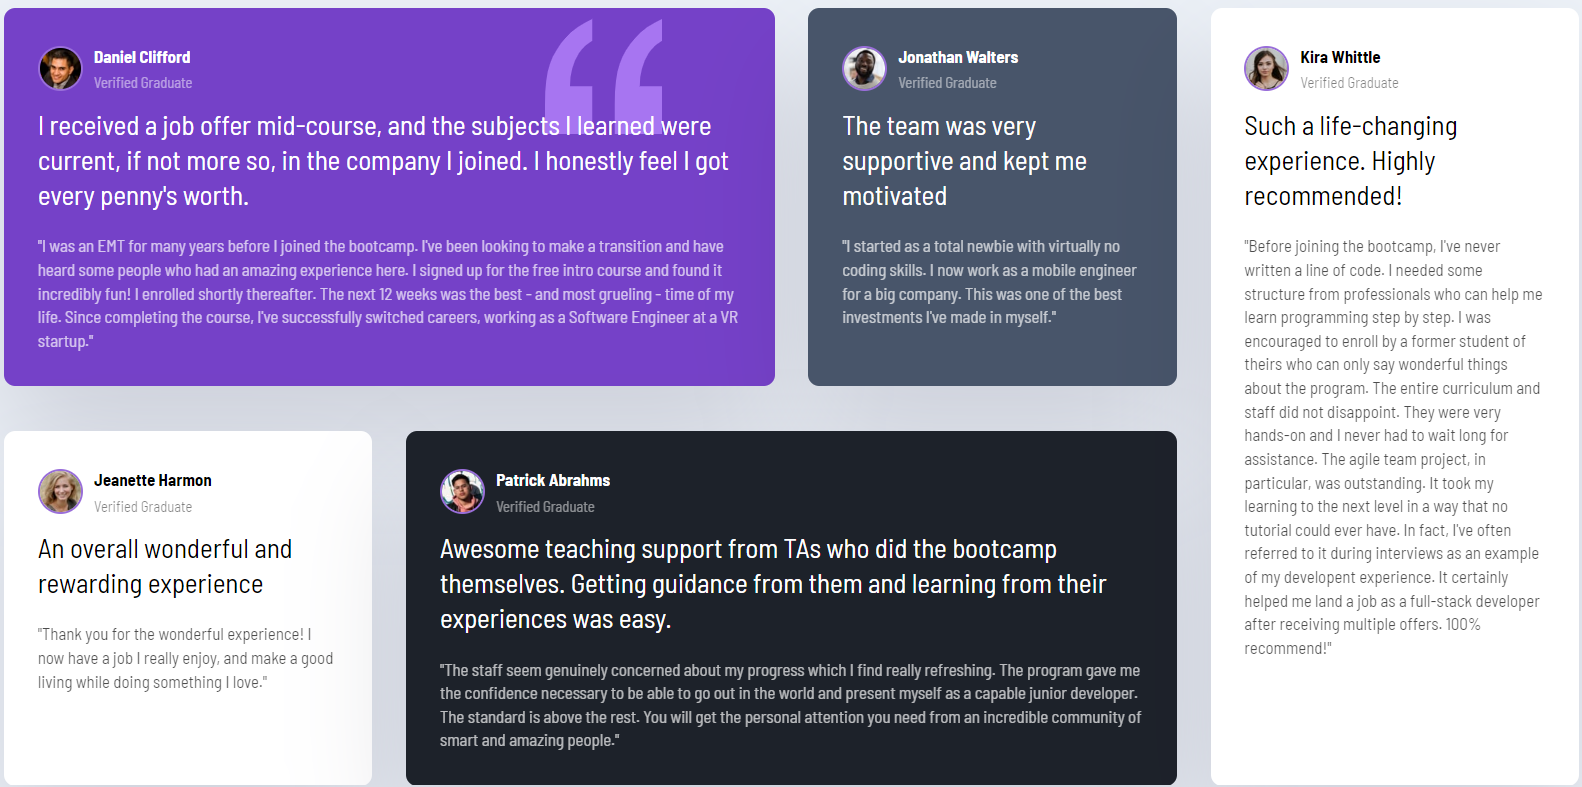 Daniel Clifford
Verified Graduate
I received a job offer mid-course, and the subjects I learned were
current, if not more so, in the company I joined. I honestly feel I got
every penny's worth.
"I was an EMT for many years before I joined the bootcamp. I've been looking to make a transition and have
heard some people who had an amazing experience here. I signed up for the free intro course and found it
incredibly fun! I enrolled shortly thereafter. The next 12 weeks was the best - and most grueling - time of my
life. Since completing the course, I've successfully switched careers, working as a Software Engineer at a VR
startup."
Jonathan Walters
Verified Graduate
The team was very
supportive and kept me
motivated
"I started as a total newbie with virtually no
coding skills. I now work as a mobile engineer
for a big company. This was one of the best
investments I've made in myself."
Kira Whittle
Verified Graduate
Such a life-changing
experience. Highly
recommended!
"Before joining the bootcamp, I've never
written a line of code. I needed some
structure from professionals who can help me
learn programming step by step. I was
encouraged to enroll by a former student of
theirs who can only say wonderful things
about the program. The entire curriculum and
staff did not disappoint. They were very
hands-on and I never had to wait long for
assistance. The agile team project, in
particular, was outstanding. It took my
learning to the next level in a way that no
tutorial could ever have. In fact, I've often
referred to it during interviews as an example
of my developent experience. It certainly
helped me land a job as a full-stack developer
after receiving multiple offers. 100%
recommend!"
Jeanette Harmon
Verified Graduate
An overall wonderful and
rewarding experience
"Thank you for the wonderful experience! I
now have a job I really enjoy, and make a good
living while doing something I love."
Patrick Abrahms
Verified Graduate
Awesome teaching support from TAs who did the bootcamp
themselves. Getting guidance from them and learning from their
experiences was easy.
"The staff seem genuinely concerned about my progress which I find really refreshing. The program gave me
the confidence necessary to be able to go out in the world and present myself as a capable junior developer.
The standard is above the rest. You will get the personal attention you need from an incredible community of
smart and amazing people."